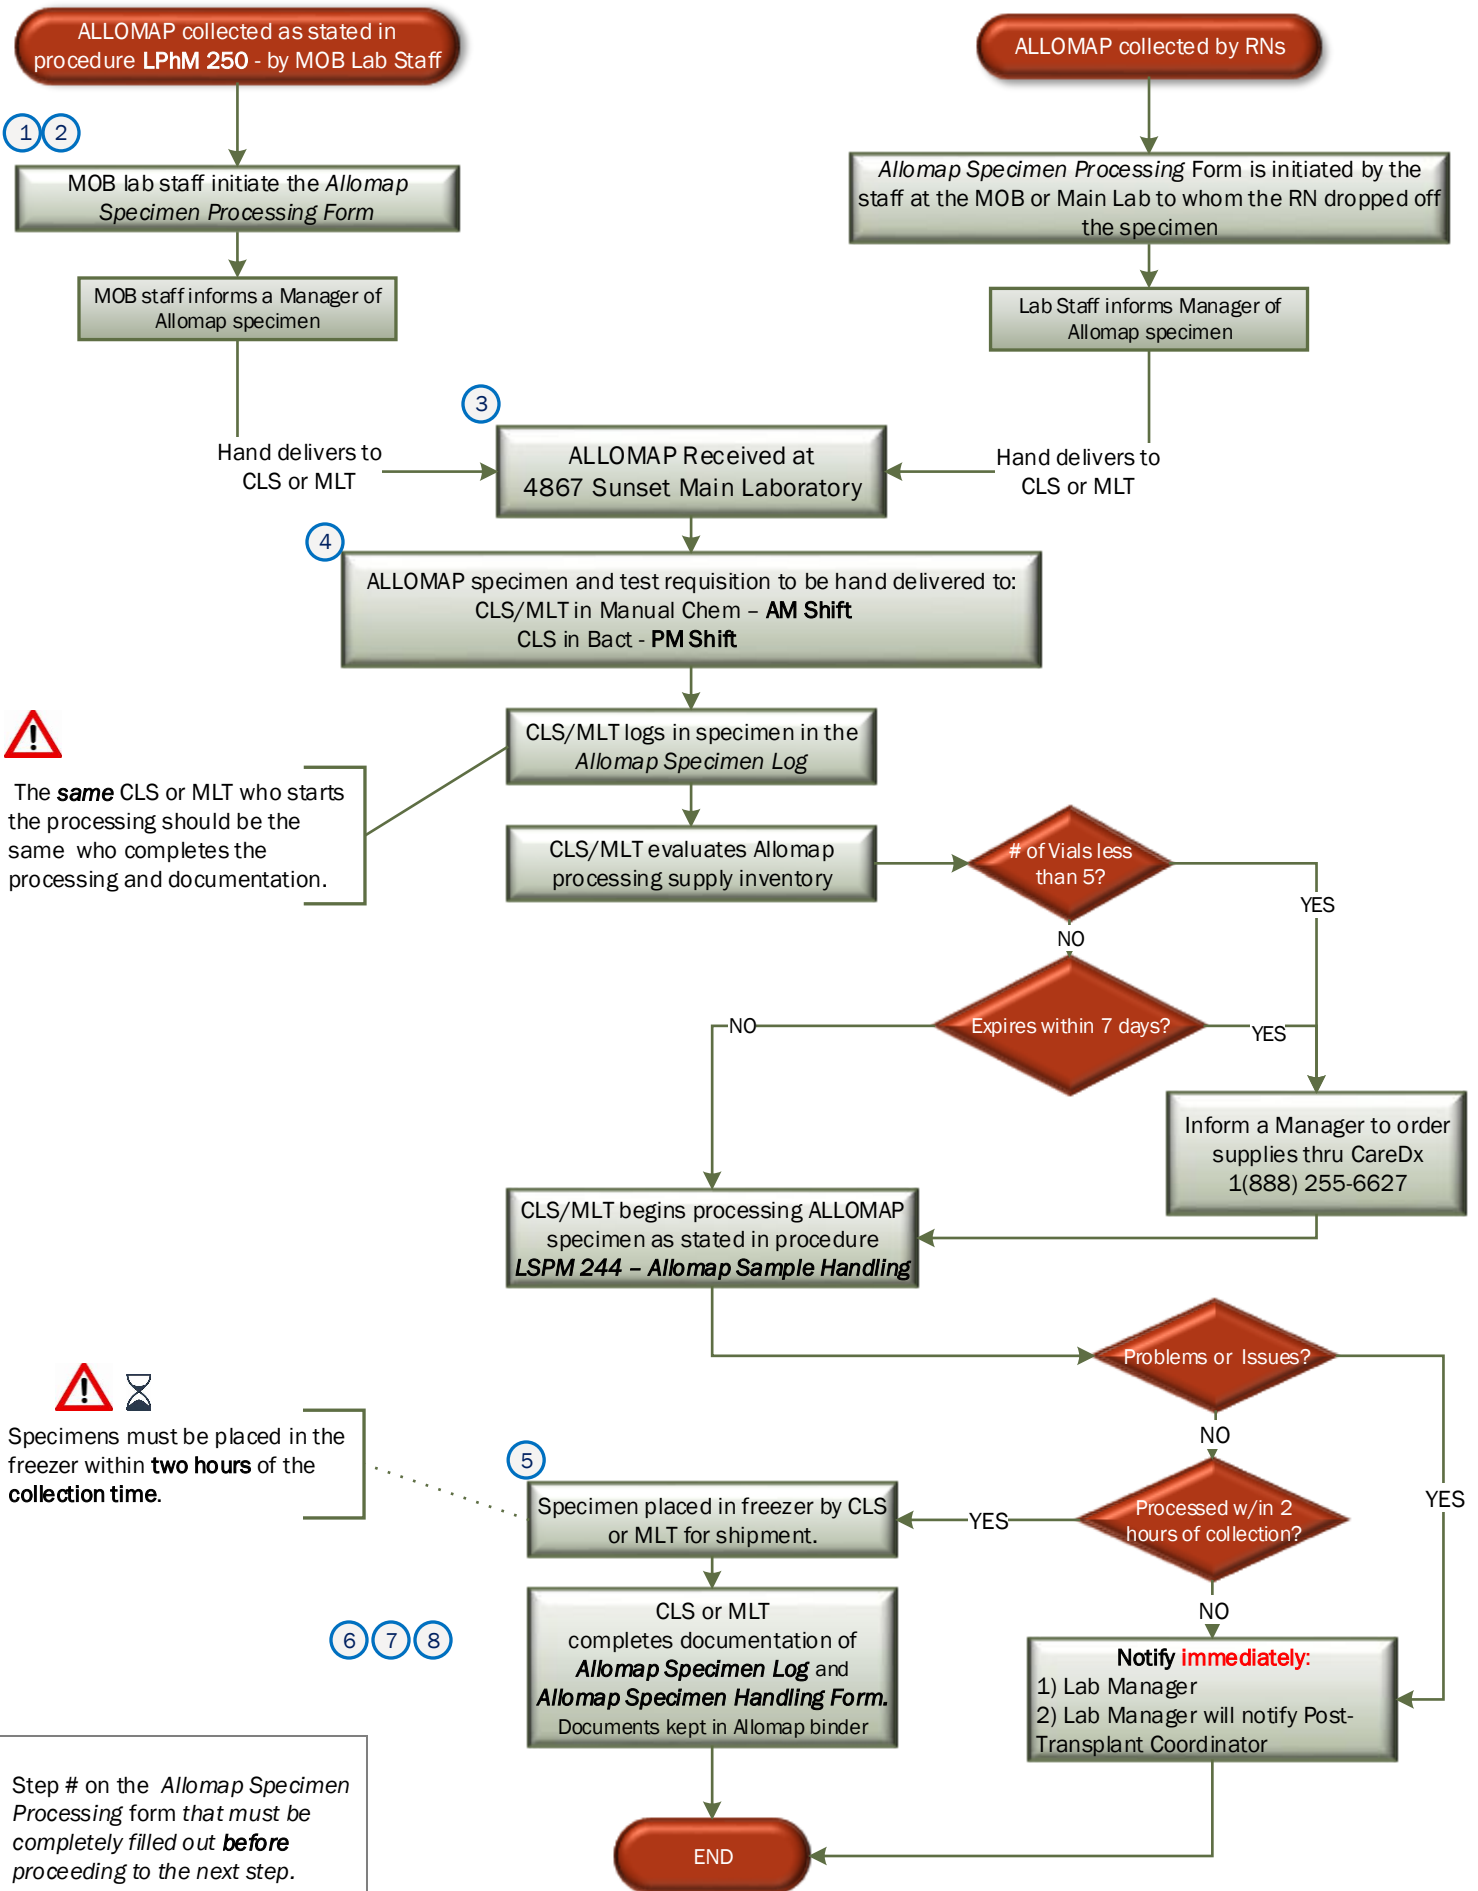 ALLOMAP collected as stated in
procedure LPhM 250 - by MOB Lab Staff
ALLOMAP collected by RNs
1
2
MOB lab staff initiate the Allomap
Specimen Processing Form
Allomap Specimen Processing Form is initiated by the
staff at the MOB or Main Lab to whom the RN dropped off
the specimen
MOB staff informs a Manager of
Allomap specimen
Lab Staff informs Manager of
Allomap specimen
3
Hand delivers to
CLS or MLT
ALLOMAP Received at
4867 Sunset Main Laboratory
Hand delivers to
CLS or MLT
4
ALLOMAP specimen and test requisition to be hand delivered to:
CLS/MLT in Manual Chem – AM Shift
CLS in Bact - PM Shift
CLS/MLT logs in specimen in the
Allomap Specimen Log
!
The same CLS or MLT who starts
the processing should be the
same who completes the
processing and documentation.
CLS/MLT evaluates Allomap
processing supply inventory
# of Vials less
than 5?
YES
NO
Expires within 7 days?
NO
YES
Inform a Manager to order
supplies thru CareDx
1(888) 255-6627
CLS/MLT begins processing ALLOMAP
specimen as stated in procedure
LSPM 244 – Allomap Sample Handling
Problems or Issues?
NO
YES
!
Specimens must be placed in the
freezer within two hours of the
collection time.
5
Specimen placed in freezer by CLS
or MLT for shipment.
YES
Processed w/in 2
hours of collection?
NO
6
7
8
CLS or MLT
completes documentation of
Allomap Specimen Log and
Allomap Specimen Handling Form.
Documents kept in Allomap binder
Notify immediately:
1) Lab Manager
2) Lab Manager will notify Post-
Transplant Coordinator
Step # on the Allomap Specimen
Processing form that must be
completely filled out before
proceeding to the next step.
END